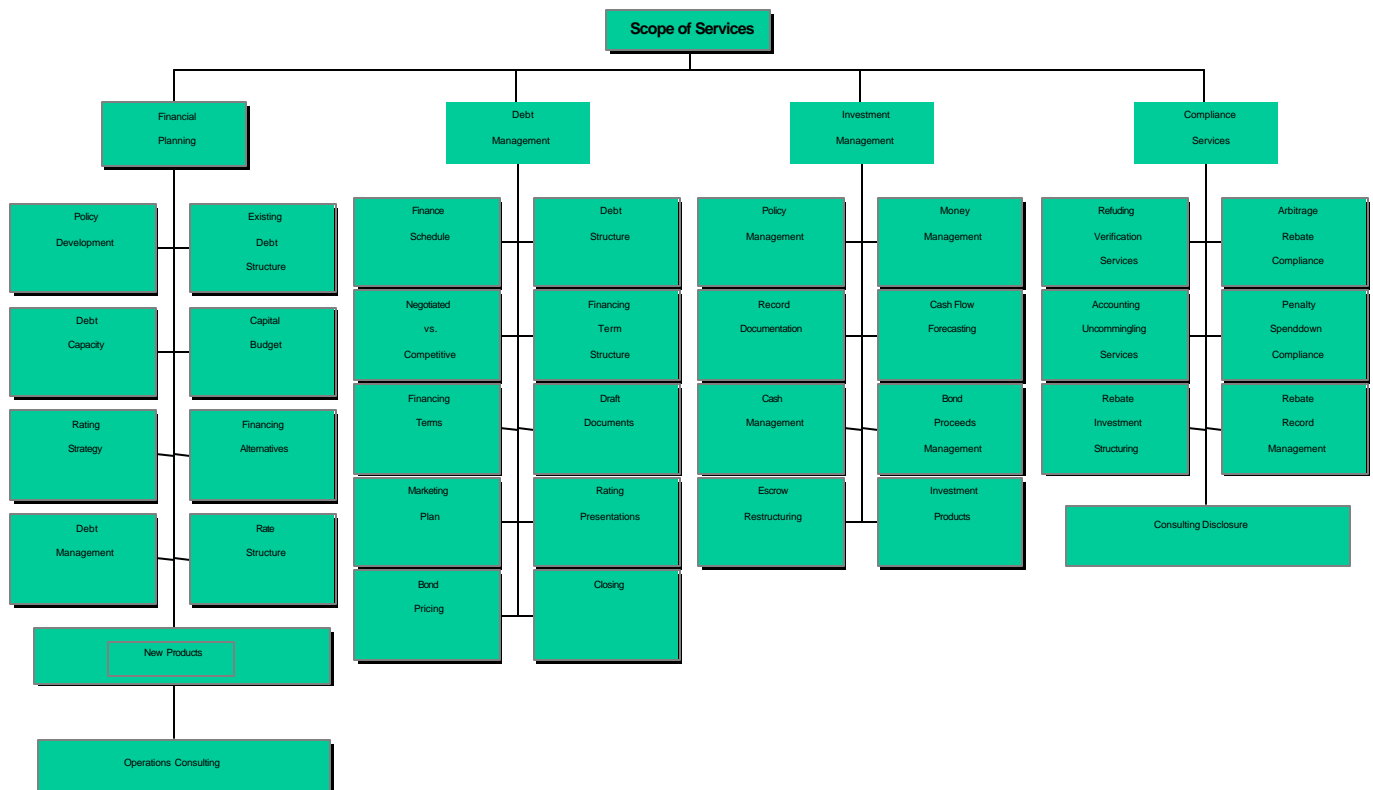 Scope of Services
Financial
Planning
Debt
Management
Investment
Management
Compliance
Services
Policy
Development
Existing
Debt
Structure
Debt
Capacity
Capital
Budget
Rating
Strategy
Financing
Alternatives
Debt
Management
Rate
Structure
New Products
Operations Consulting
Finance
Schedule
Debt
Structure
Negotiated
vs.
Competitive
Financing
Term
Structure
Financing
Terms
Draft
Documents
Marketing
Plan
Rating
Presentations
Bond
Pricing
Closing
Policy
Management
Money
Management
Record
Documentation
Cash Flow
Forecasting
Cash
Management
Bond
Proceeds
Management
Escrow
Restructuring
Investment
Products
Refuding
Verification
Services
Arbitrage
Rebate
Compliance
Accounting
Uncommingling
Services
Penalty
Spenddown
Compliance
Rebate
Investment
Structuring
Rebate
Record
Management
Consulting Disclosure